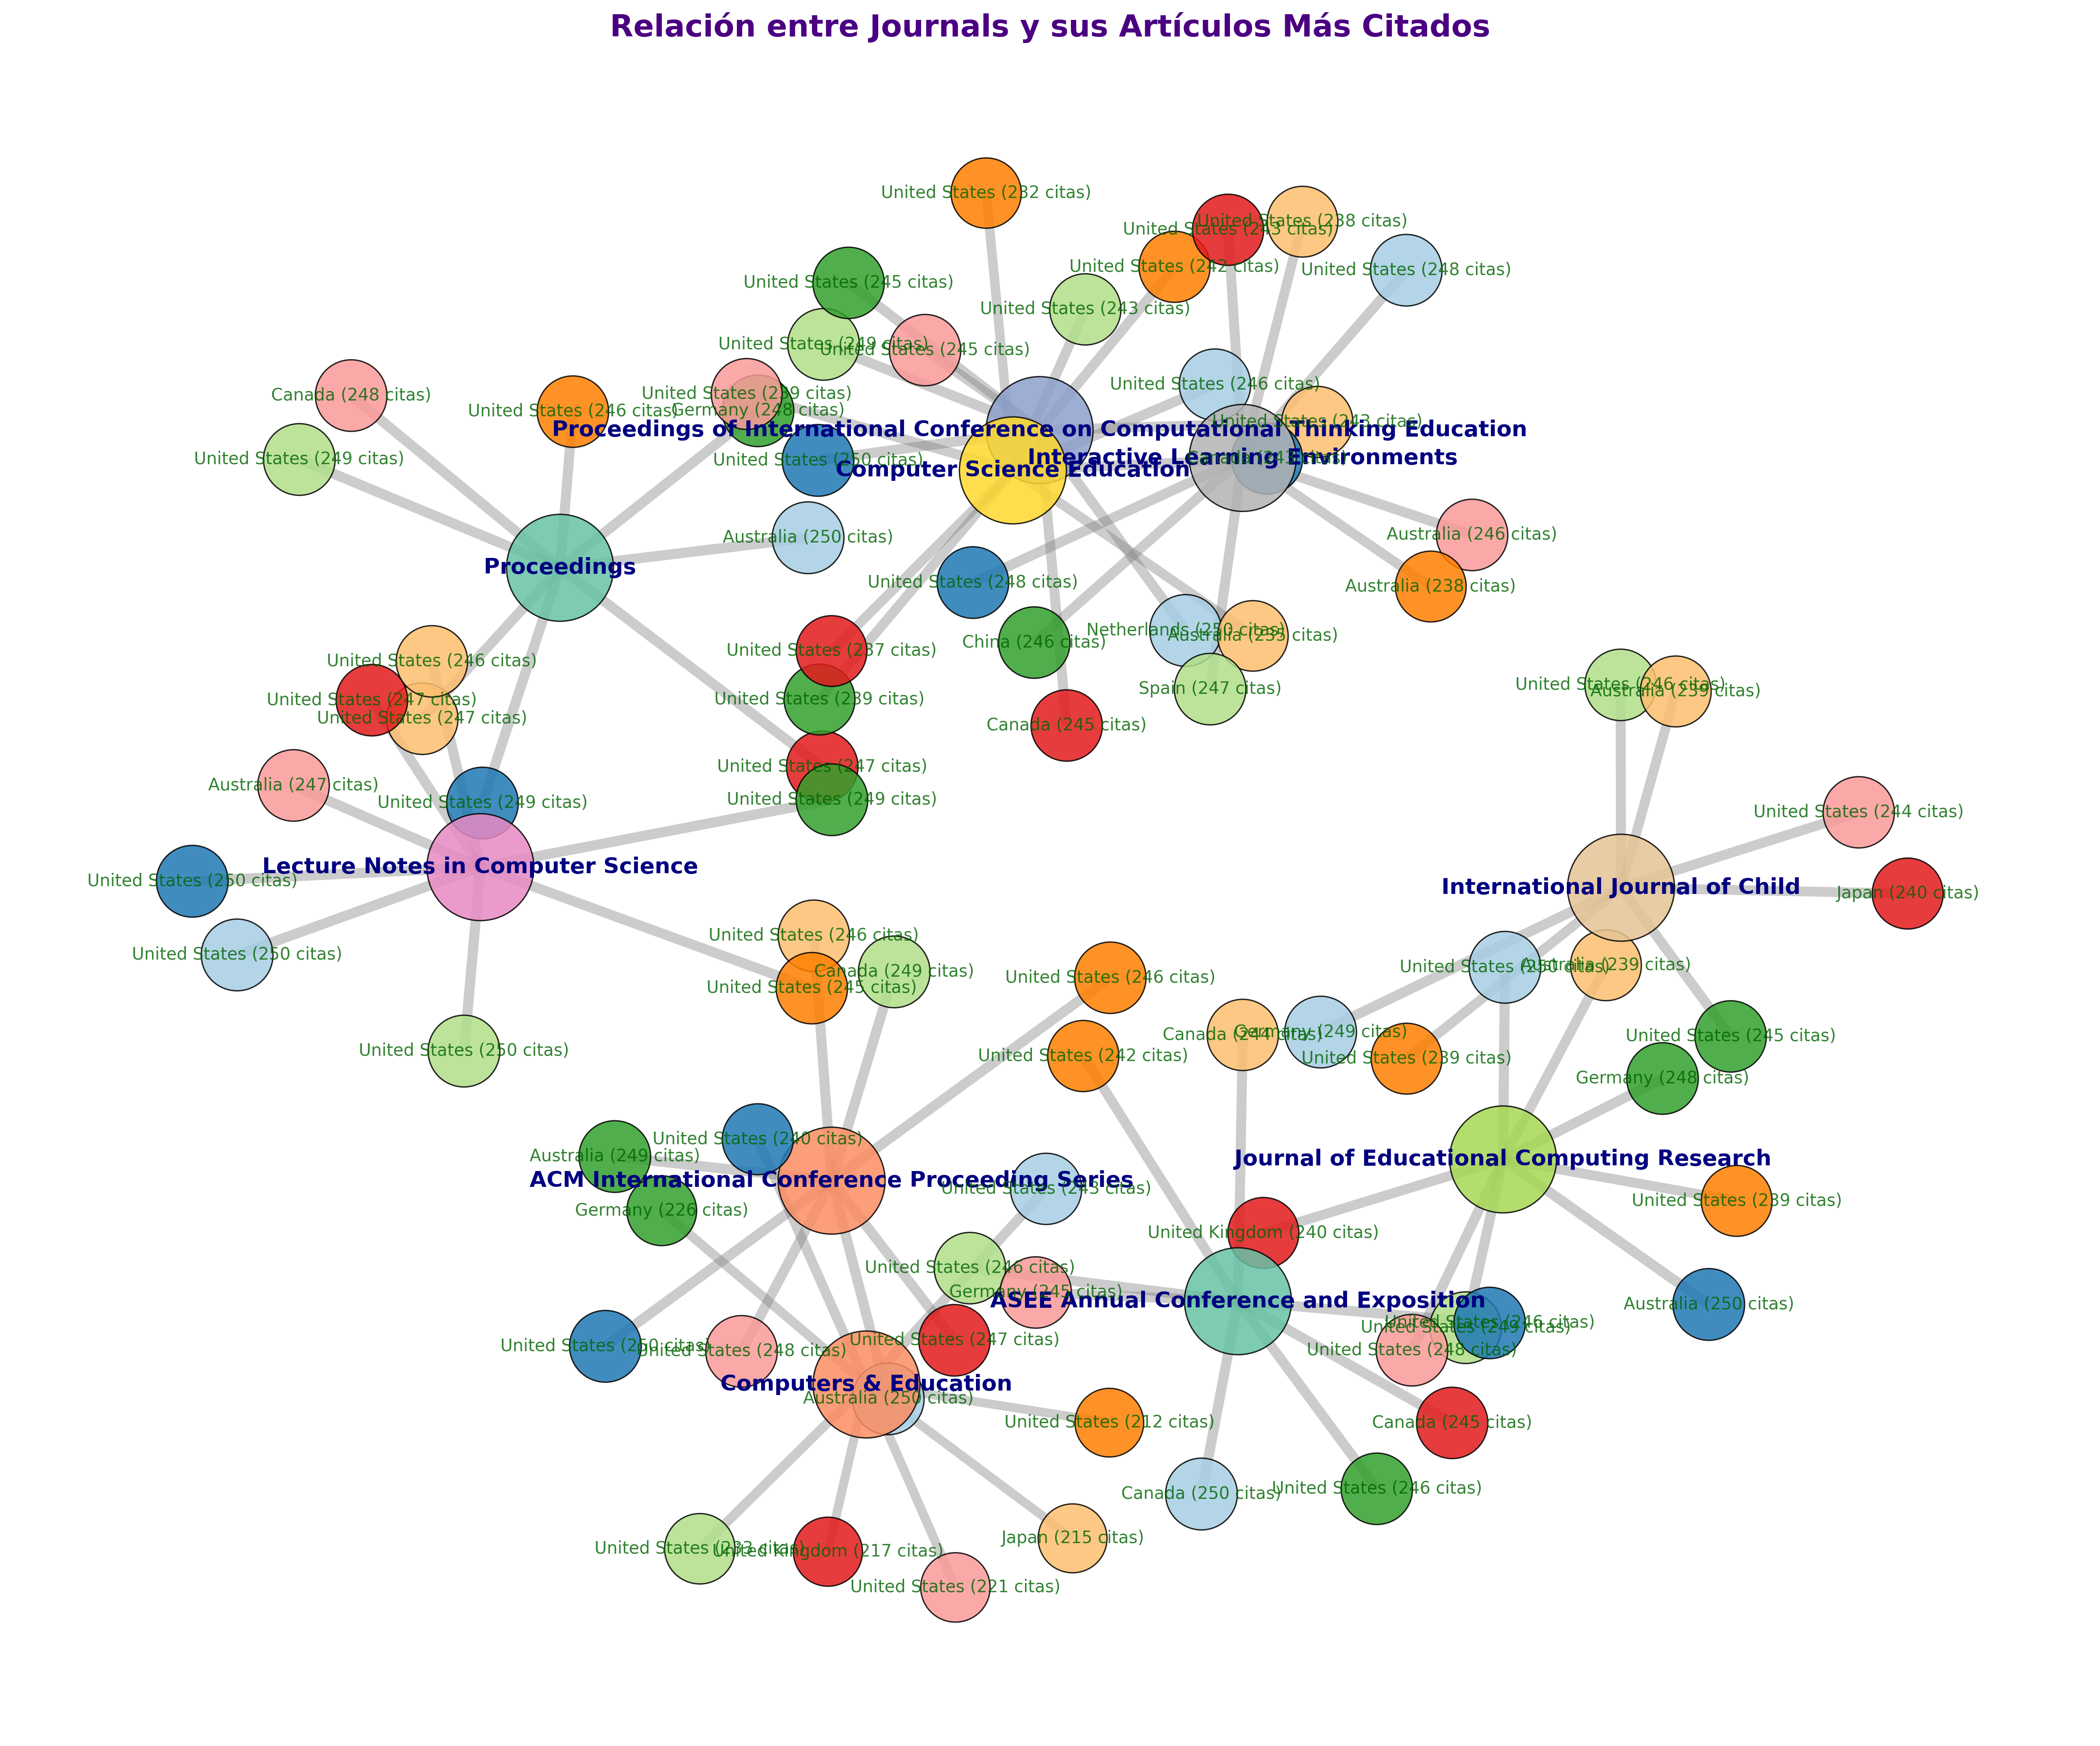 Relación entre Journals y sus Artículos Más Citados
United States (232 citas)
United States (238 citas)
United States (243 citas)
United States (242 citas)
United States (248 citas)
United States (245 citas)
United States (243 citas)
United States (249 citas)
United States (245 citas)
United States (246 citas)
Canada (248 citas)
United States (239 citas)
United States (246 citas)
Germany (248 citas)
United States (243 citas)
Proceedings of International Conference on Computational Thinking Education
United States (249 citas)
United States (250 citas)
Interactive Learning Environments
Canada (243 citas)
Computer Science Education
Australia (250 citas)
Australia (246 citas)
Proceedings
United States (248 citas)
Australia (238 citas)
Netherlands (250 citas)
Australia (235 citas)
China (246 citas)
United States (237 citas)
United States (246 citas)
United States (247 citas)
United States (239 citas)
Spain (247 citas)
United States (246 citas)
Australia (239 citas)
United States (247 citas)
Canada (245 citas)
United States (247 citas)
Australia (247 citas)
United States (249 citas)
United States (249 citas)
United States (244 citas)
Lecture Notes in Computer Science
United States (250 citas)
International Journal of Child
Japan (240 citas)
United States (250 citas)
United States (246 citas)
Canada (249 citas)
United States (245 citas)
United States (246 citas)
United States (250 citas)
Australia (239 citas)
United States (250 citas)
United States (242 citas)
Canada (244 citas)
Germany (249 citas)
United States (239 citas)
United States (245 citas)
Germany (248 citas)
United States (240 citas)
Australia (249 citas)
Journal of Educational Computing Research
ACM International Conference Proceeding Series
United States (243 citas)
United States (239 citas)
Germany (226 citas)
United Kingdom (240 citas)
United States (246 citas)
Germany (245 citas)
ASEE Annual Conference and Exposition
Australia (250 citas)
United States (246 citas)
United States (249 citas)
United States (250 citas)
United States (248 citas)
United States (247 citas)
United States (248 citas)
Computers & Education
Australia (250 citas)
United States (212 citas)
Canada (245 citas)
Canada (250 citas)
United States (246 citas)
Japan (215 citas)
United States (233 citas)
United Kingdom (217 citas)
United States (221 citas)